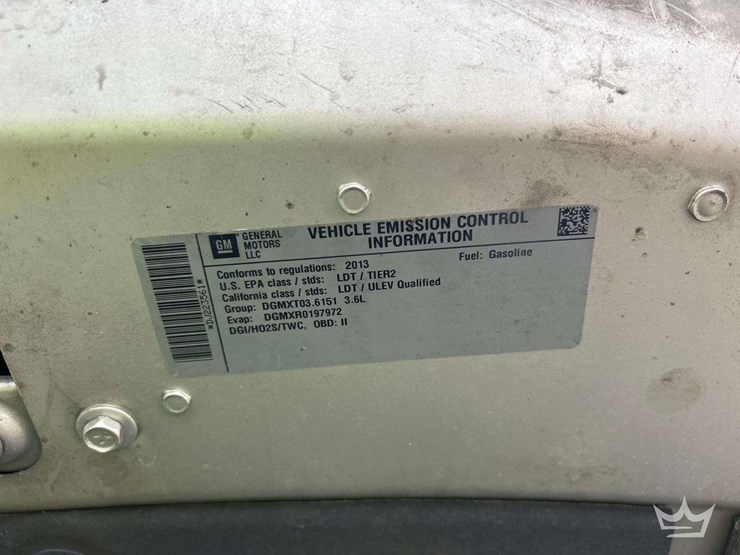 GM
GENERAL
MOTORS
LLC
VEHICLE EMISSION CONTROL
INFORMATION
Conforms to regulations: 2013
Fuel: Gasoline
U.S. EPA class / stds: LDT / TIER2
California class / stds: LDT / ULEV Qualified
Group: DGMXT03.6151 3.6L
Evap: DGMXR0197972
DGI/HO2S/TWC, OBD: II
*DJ223561*